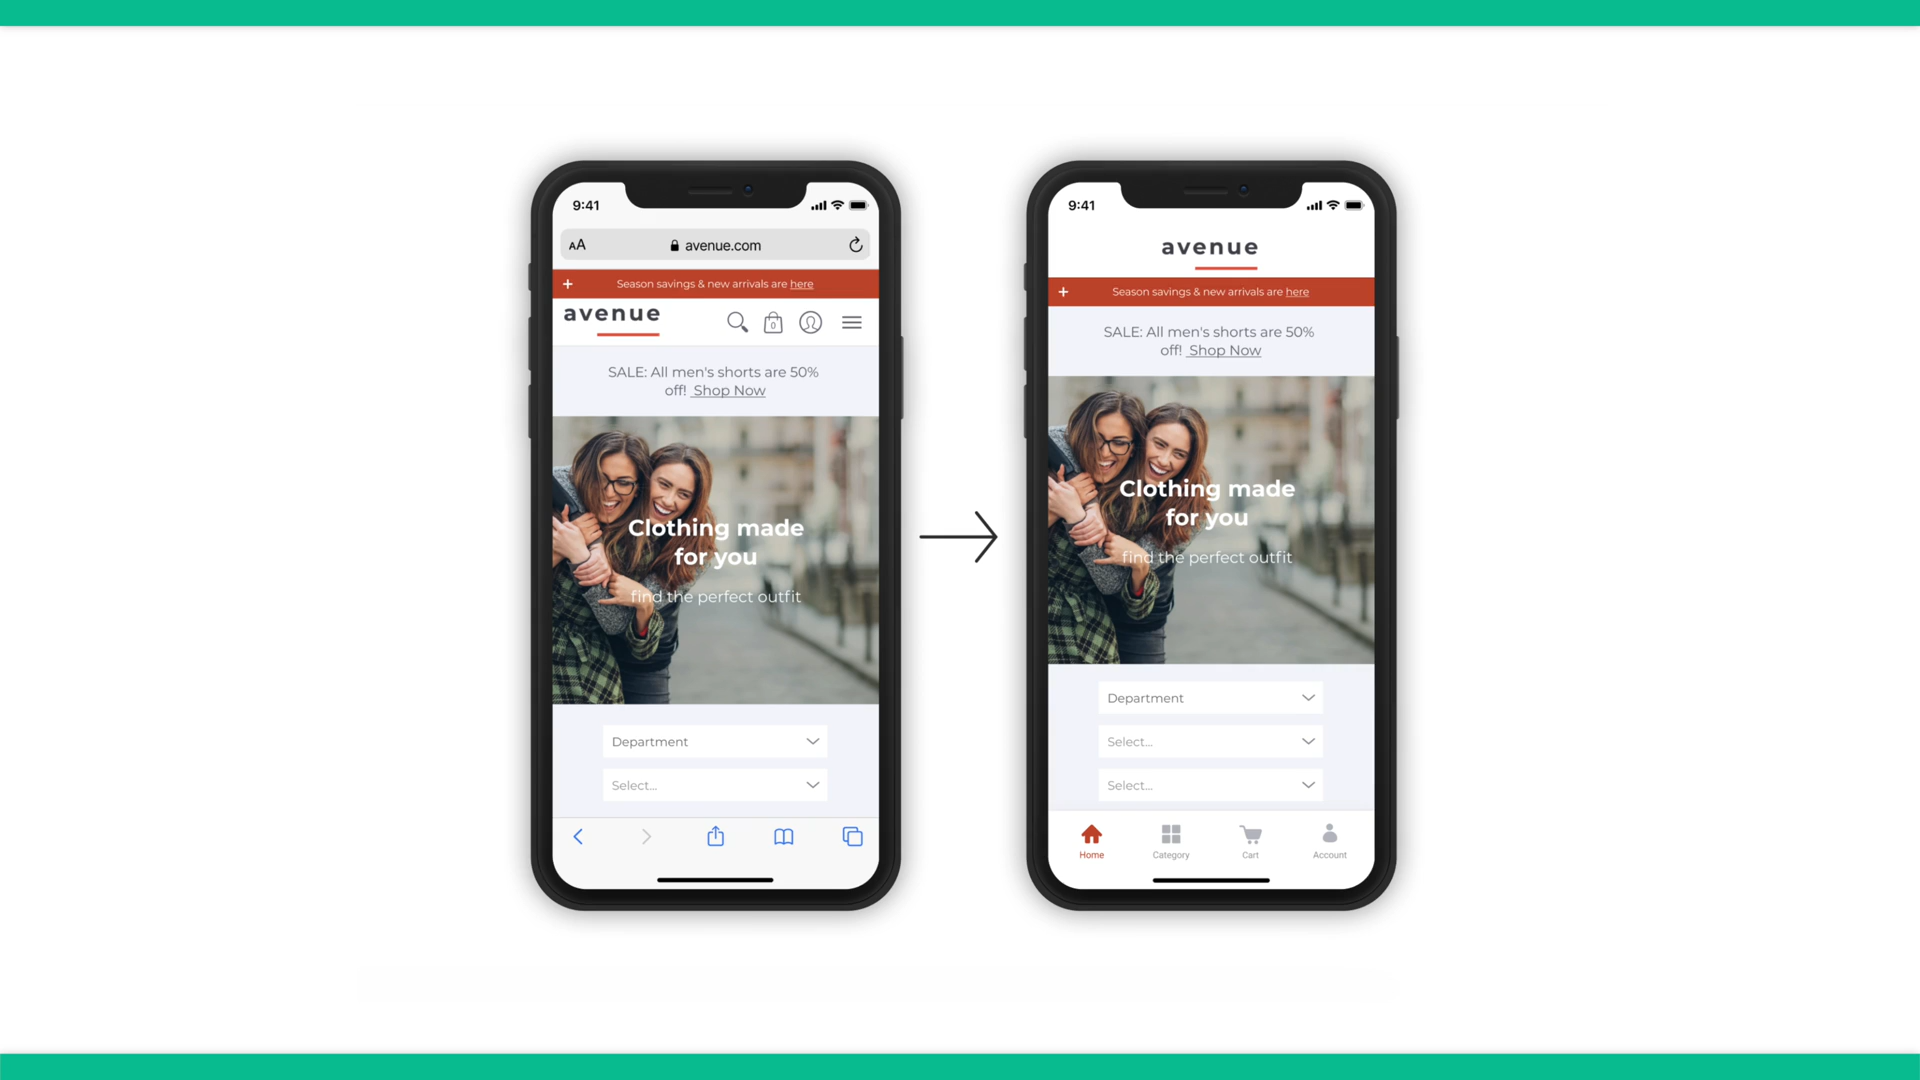 9:41
AA avenue.com
+ Season savings & new arrivals are here
avenue
0
SALE: All men's shorts are 50%
off! Shop Now
Clothing made
for you
find the perfect outfit
Department
Select...
9:41
avenue
+ Season savings & new arrivals are here
SALE: All men's shorts are 50%
off! Shop Now
Clothing made
for you
find the perfect outfit
Department
Select...
Select...
Home Category Cart Account